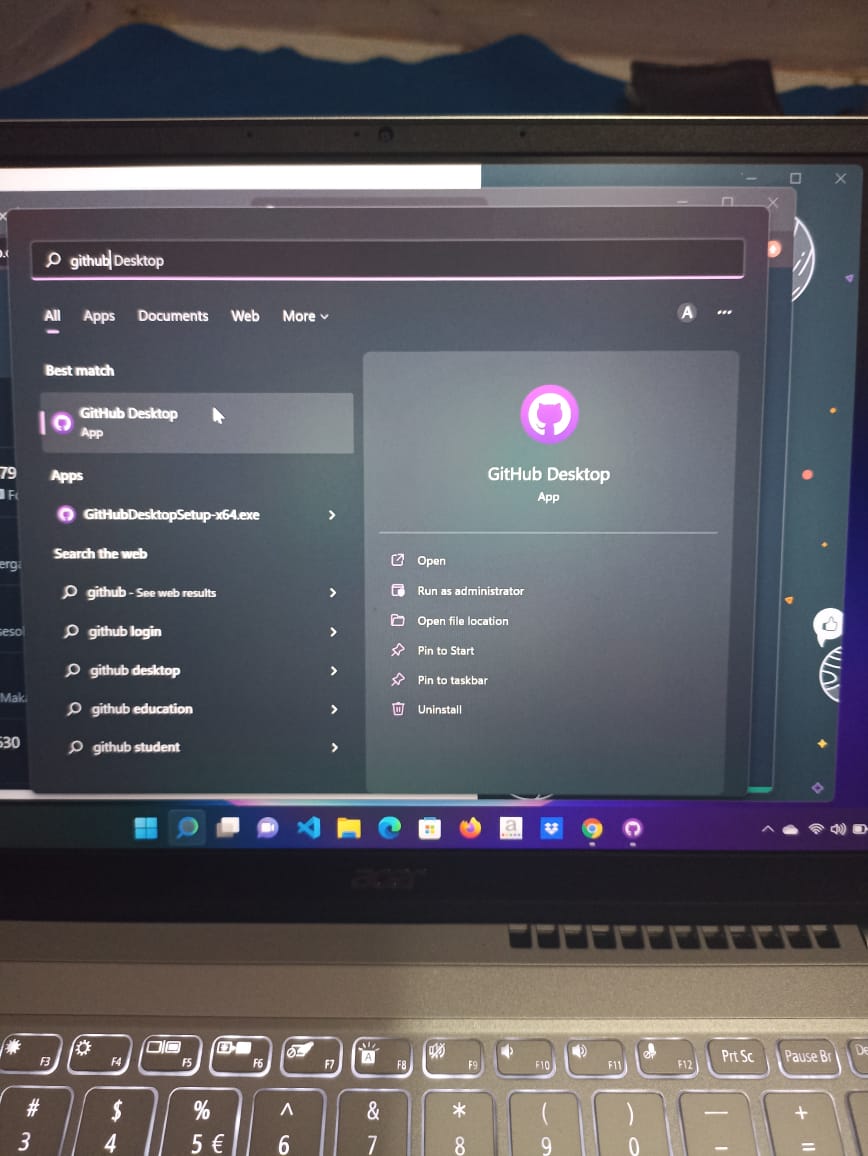 github Desktop
All Apps Documents Web More A ...
Best match
GitHub Desktop
App
Apps
GitHubDesktopSetup-x64.exe
Search the web
github - See web results
github login
github desktop
github education
github student
GitHub Desktop
App
Open
Run as administrator
Open file location
Pin to Start
Pin to taskbar
Uninstall
79
Fo
erga
sesol
Maka
530
a
acer
F3 F4 F5 F6 F7 A F8 F9 F10 F11 F12 Prt Sc Pause Br De
# $ % ^ & * ( ) — +
3 4 5 € 6 7 8 9 0 - =